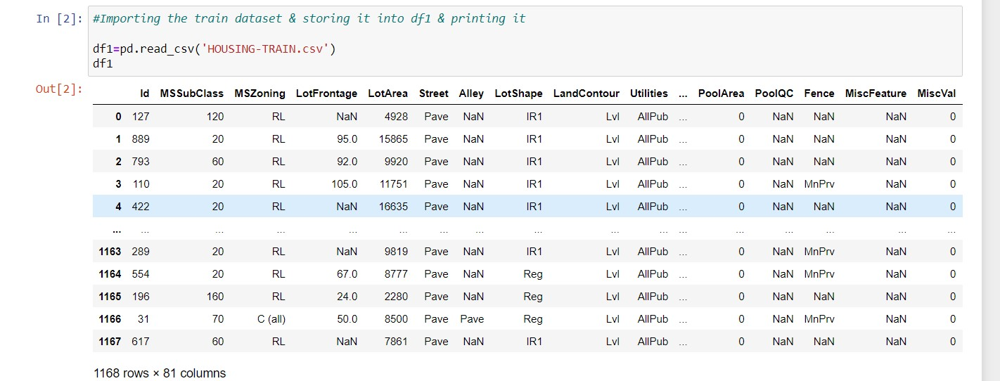 In [2]: #Importing the train dataset & storing it into df1 & printing it
df1=pd.read_csv('HOUSING-TRAIN.csv')
df1
Out[2]:
Id MSSubClass MSZoning LotFrontage LotArea Street Alley LotShape LandContour Utilities ... PoolArea PoolQC Fence MiscFeature MiscVal
0 127 120 RL NaN 4928 Pave NaN IR1 Lvl AllPub ... 0 NaN NaN NaN 0
1 889 20 RL 95.0 15865 Pave NaN IR1 Lvl AllPub ... 0 NaN NaN NaN 0
2 793 60 RL 92.0 9920 Pave NaN IR1 Lvl AllPub ... 0 NaN NaN NaN 0
3 110 20 RL 105.0 11751 Pave NaN IR1 Lvl AllPub ... 0 NaN MnPrv NaN 0
4 422 20 RL NaN 16635 Pave NaN IR1 Lvl AllPub ... 0 NaN NaN NaN 0
... ... ... ... ... ... ... ... ... ... ... ... ... ... ... ... ...
1163 289 20 RL NaN 9819 Pave NaN IR1 Lvl AllPub ... 0 NaN MnPrv NaN 0
1164 554 20 RL 67.0 8777 Pave NaN Reg Lvl AllPub ... 0 NaN MnPrv NaN 0
1165 196 160 RL 24.0 2280 Pave NaN Reg Lvl AllPub ... 0 NaN NaN NaN 0
1166 31 70 C (all) 50.0 8500 Pave Pave Reg Lvl AllPub ... 0 NaN MnPrv NaN 0
1167 617 60 RL NaN 7861 Pave NaN IR1 Lvl AllPub ... 0 NaN NaN NaN 0
1168 rows × 81 columns